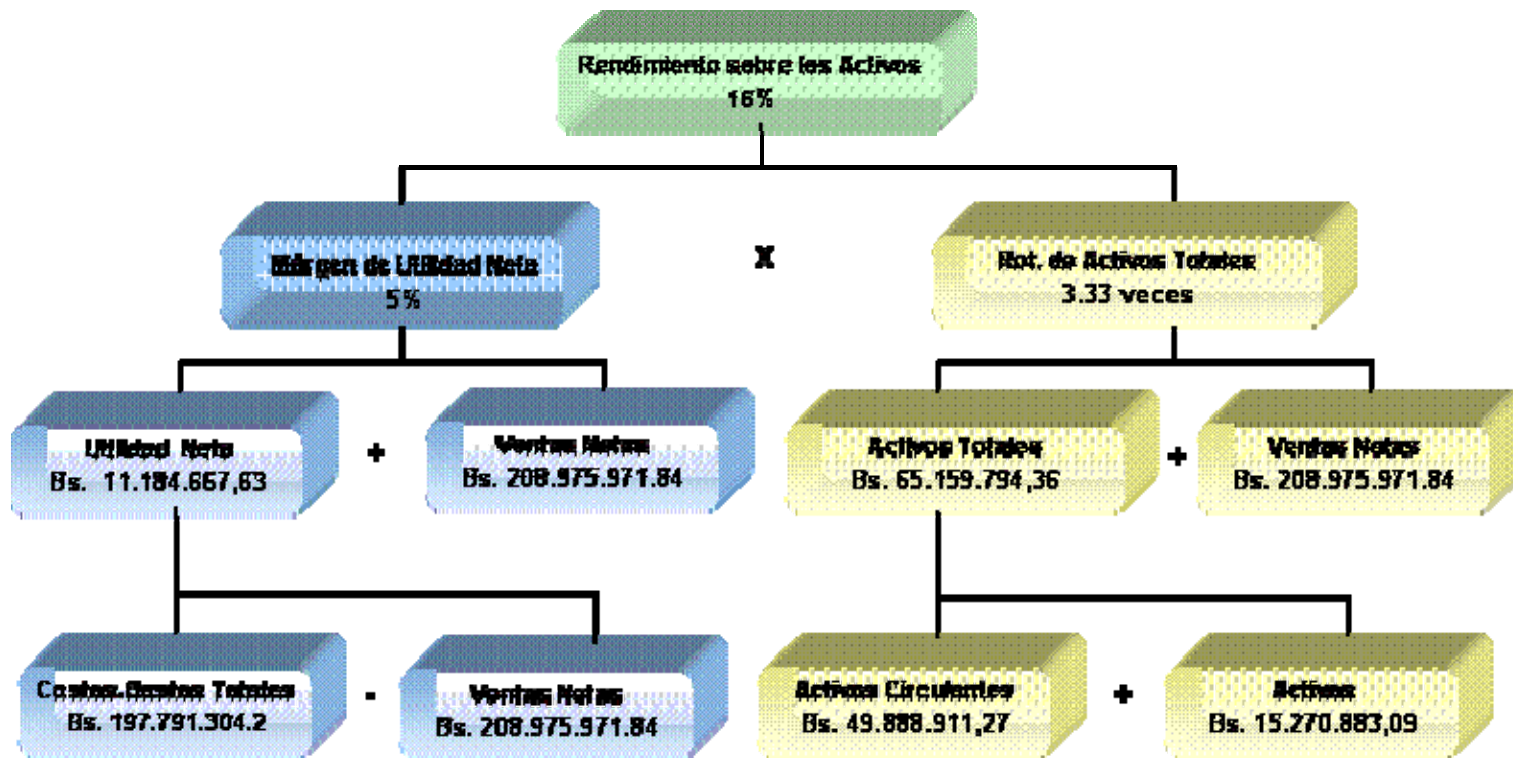 Rendimiento sobre los Activos
16%
Márgen de Utilidad Neta
5%
X
Rot. de Activos Totales
3.33 veces
Utilidad Neta
Bs. 11.184.667,63
+
Ventas Netas
Bs. 208.975.971.84
Activos Totales
Bs. 65.159.794,36
+
Ventas Netas
Bs. 208.975.971.84
Costos.Gastos Totales
Bs. 197.791.304.2
-
Ventas Netas
Bs. 208.975.971.84
Activos Circulantes
Bs. 49.888.911,27
+
Activos
Bs. 15.270.883,09